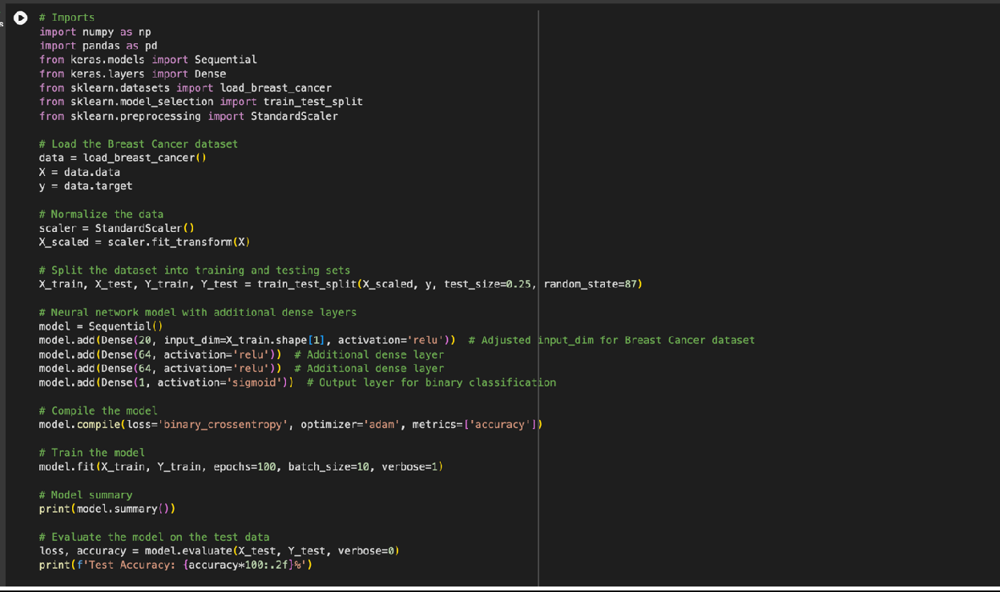 # Imports
import numpy as np
import pandas as pd
from keras.models import Sequential
from keras.layers import Dense
from sklearn.datasets import load_breast_cancer
from sklearn.model_selection import train_test_split
from sklearn.preprocessing import StandardScaler
# Load the Breast Cancer dataset
data = load_breast_cancer()
X = data.data
y = data.target
# Normalize the data
scaler = StandardScaler()
X_scaled = scaler.fit_transform(X)
# Split the dataset into training and testing sets
X_train, X_test, Y_train, Y_test = train_test_split(X_scaled, y, test_size=0.25, random_state=87)
# Neural network model with additional dense layers
model = Sequential()
model.add(Dense(20, input_dim=X_train.shape[1], activation='relu'))  # Adjusted input_dim for Breast Cancer dataset
model.add(Dense(64, activation='relu'))  # Additional dense layer
model.add(Dense(64, activation='relu'))  # Additional dense layer
model.add(Dense(1, activation='sigmoid'))  # Output layer for binary classification
# Compile the model
model.compile(loss='binary_crossentropy', optimizer='adam', metrics=['accuracy'])
# Train the model
model.fit(X_train, Y_train, epochs=100, batch_size=10, verbose=1)
# Model summary
print(model.summary())
# Evaluate the model on the test data
loss, accuracy = model.evaluate(X_test, Y_test, verbose=0)
print(f'Test Accuracy: {accuracy*100:.2f}%')